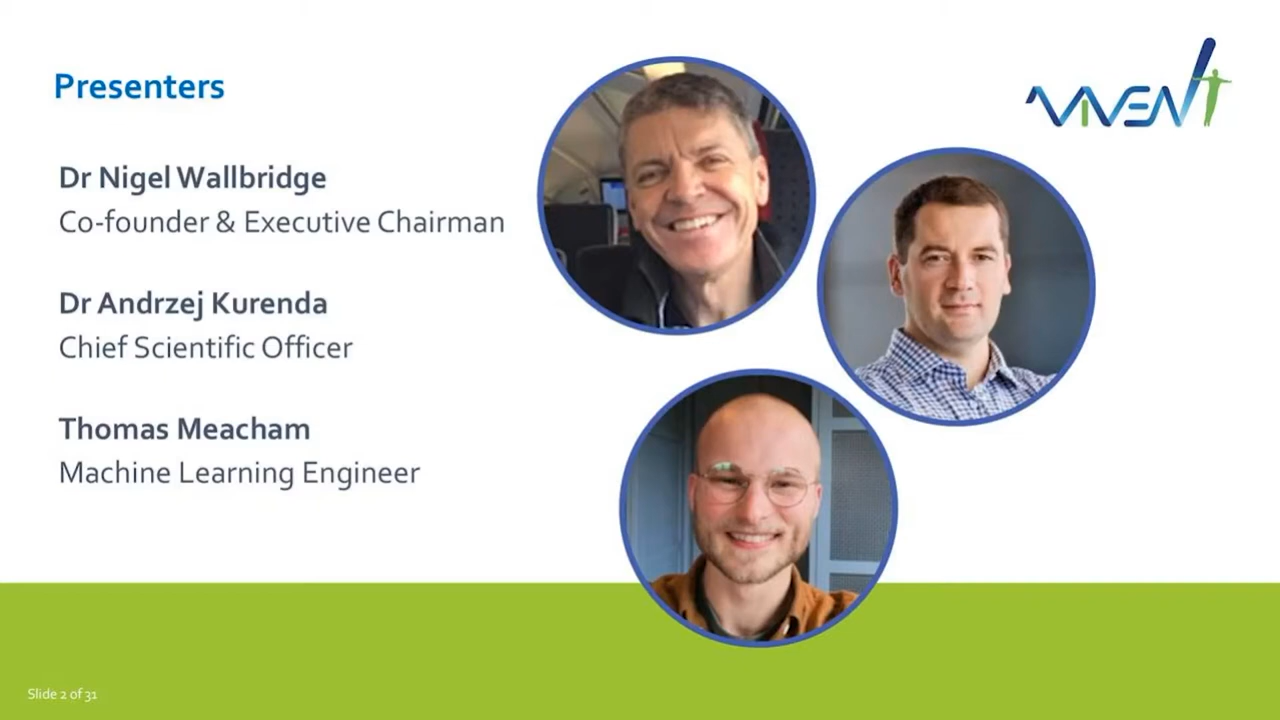 Presenters
VIVENT
Dr Nigel Wallbridge
Co-founder & Executive Chairman
Dr Andrzej Kurenda
Chief Scientific Officer
Thomas Meacham
Machine Learning Engineer
Slide 2 of 31